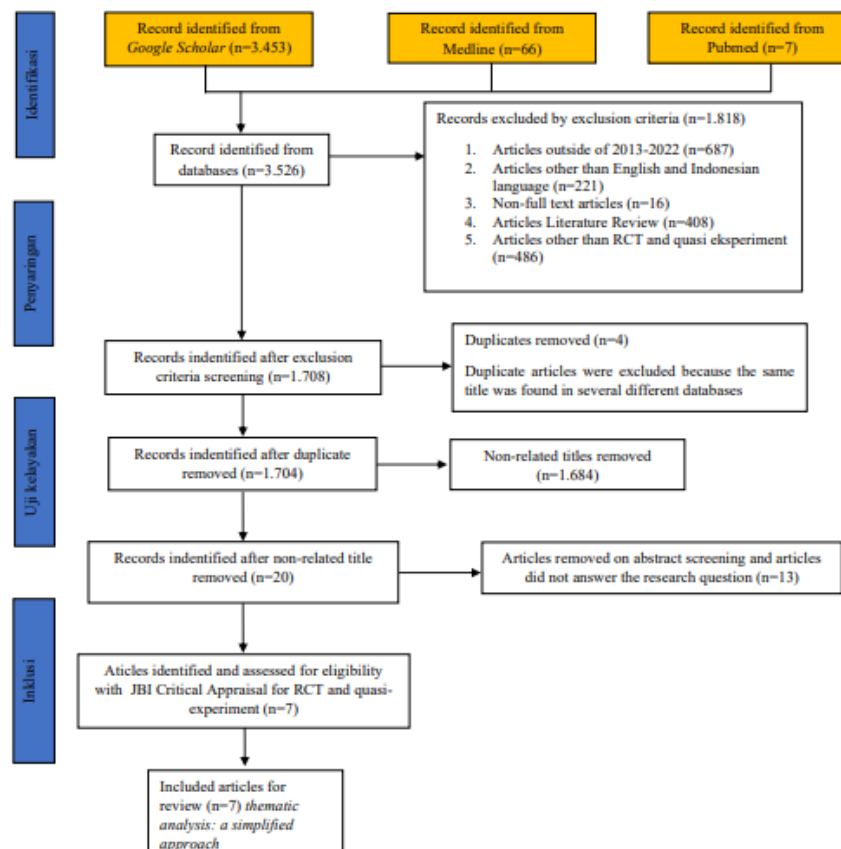 Record identified from
Google Scholar (n=3.453)
Record identified from
Medline (n=66)
Record identified from
Pubmed (n=7)
Identifikasi
Record identified from
databases (n=3.526)
Records excluded by exclusion criteria (n=1.818)
1. Articles outside of 2013-2022 (n=687)
2. Articles other than English and Indonesian
language (n=221)
3. Non-full text articles (n=16)
4. Articles Literature Review (n=408)
5. Articles other than RCT and quasi eksperiment
(n=486)
Penyaringan
Records indentified after exclusion
criteria screening (n=1.708)
Duplicates removed (n=4)
Duplicate articles were excluded because the same
title was found in several different databases
Uji kelayakan
Records indentified after duplicate
removed (n=1.704)
Non-related titles removed
(n=1.684)
Records indentified after non-related title
removed (n=20)
Articles removed on abstract screening and articles
did not answer the research question (n=13)
Inklusi
Aticles identified and assessed for eligibility
with JBI Critical Appraisal for RCT and quasi-
experiment (n=7)
Included articles for
review (n=7) thematic
analysis: a simplified
approach